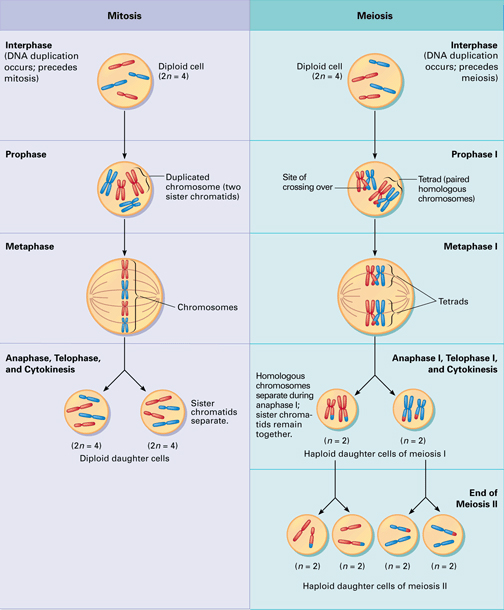 Mitosis
Meiosis
Interphase
(DNA duplication
occurs; precedes
mitosis)
Diploid cell
(2n = 4)
Diploid cell
(2n = 4)
Interphase
(DNA duplication
occurs; precedes
meiosis)
Prophase
Duplicated
chromosome (two
sister chromatids)
Prophase I
Site of
crossing over
Tetrad (paired
homologous
chromosomes)
Metaphase
Chromosomes
Metaphase I
Tetrads
Anaphase, Telophase,
and Cytokinesis
Sister
chromatids
separate.
(2n = 4)
(2n = 4)
Diploid daughter cells
Anaphase I, Telophase I,
and Cytokinesis
Homologous
chromosomes
separate during
anaphase I;
sister chroma-
tids remain
together.
(n = 2)
(n = 2)
Haploid daughter cells of meiosis I
End of
Meiosis II
(n = 2)
(n = 2)
(n = 2)
(n = 2)
Haploid daughter cells of meiosis II